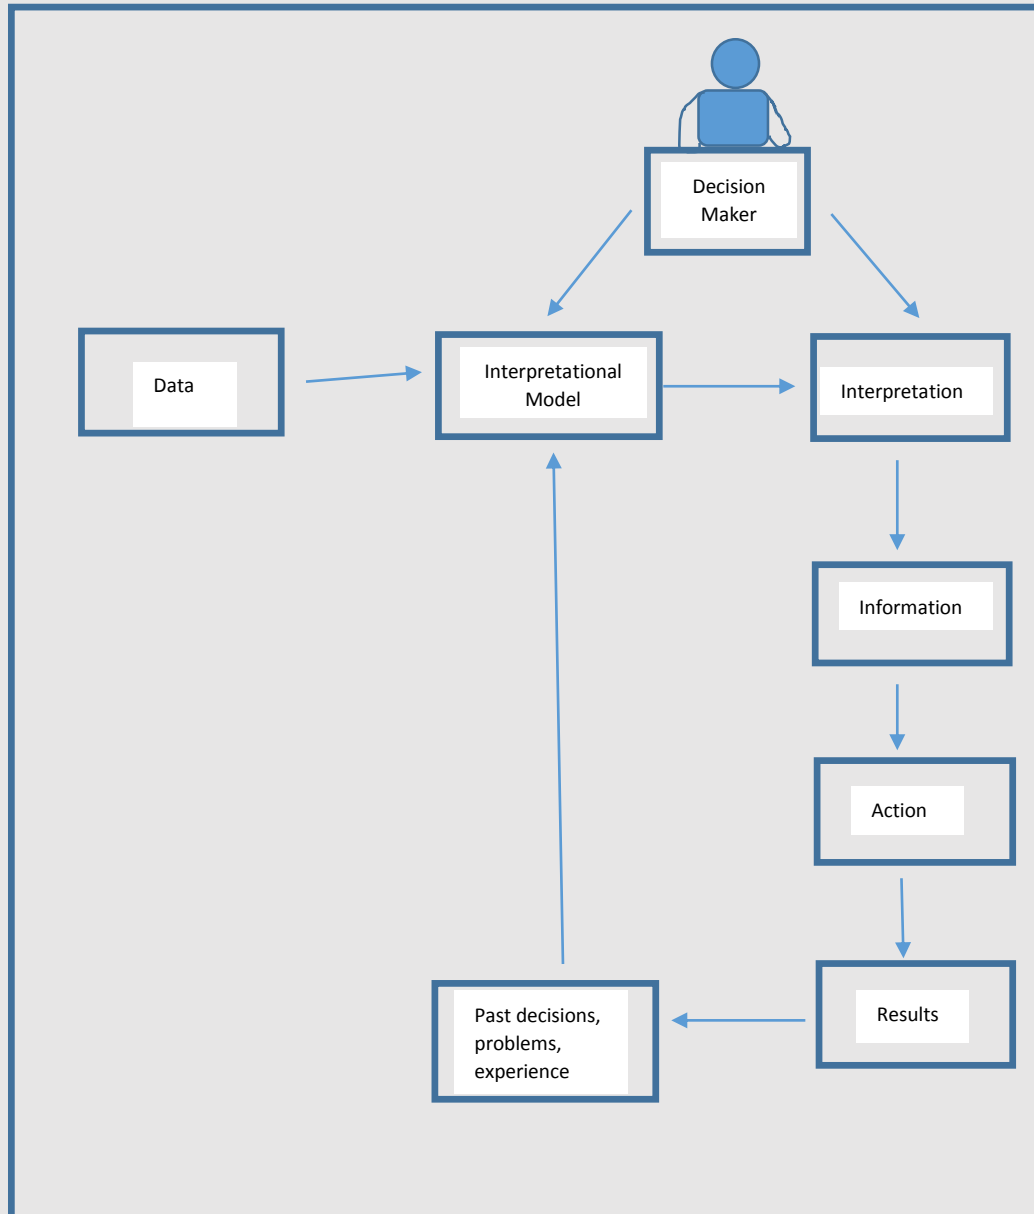 Decision
Maker
Data
Interpretational
Model
Interpretation
Information
Action
Results
Past decisions,
problems,
experience